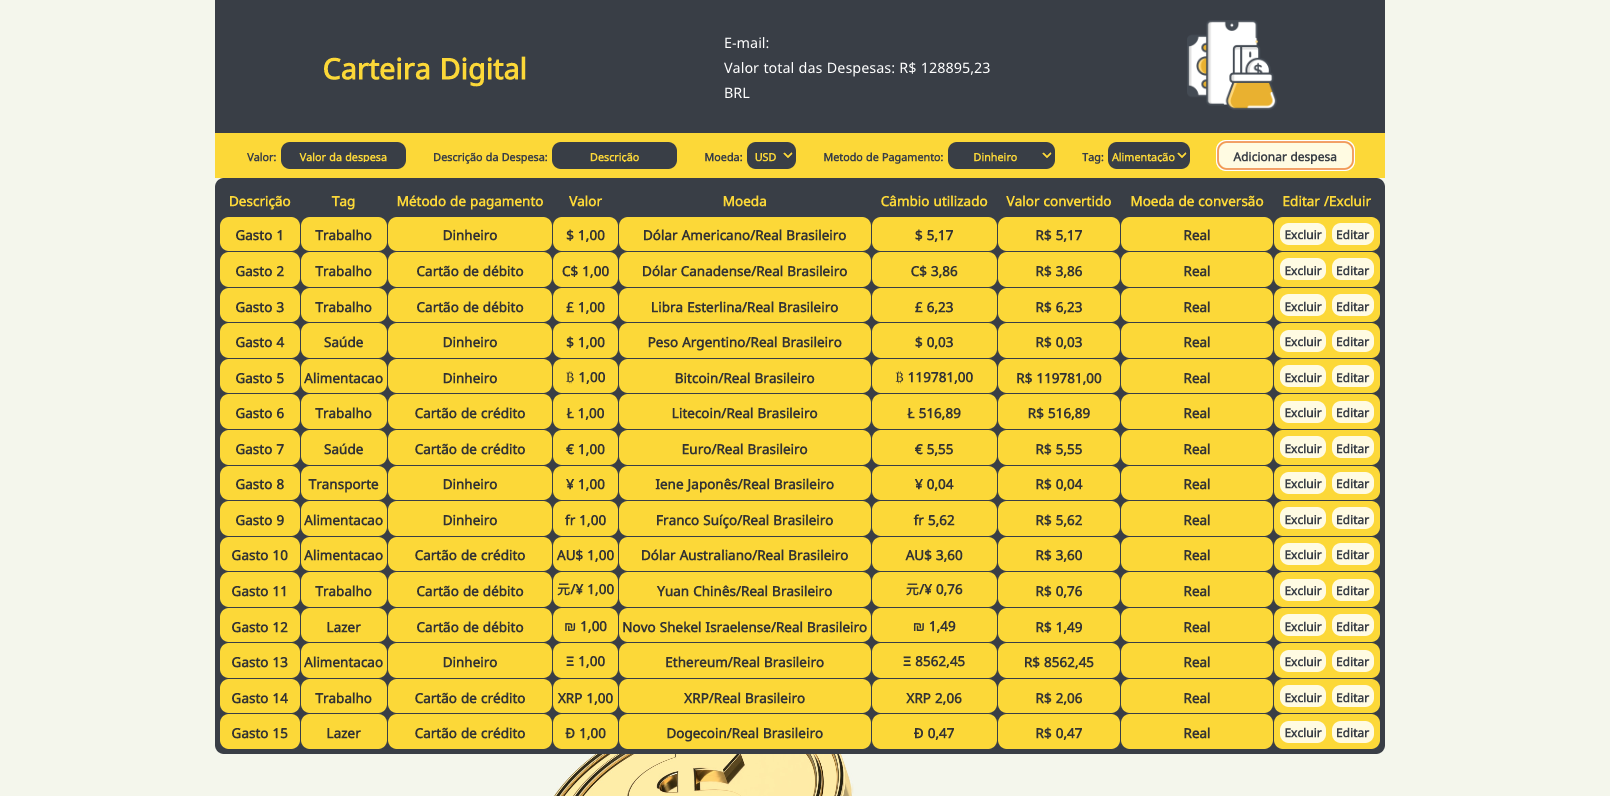 Carteira Digital
E-mail:
Valor total das Despesas: R$ 128895,23
BRL
Valor: Valor da despesa Descrição da Despesa: Descrição Moeda: USD Metodo de Pagamento: Dinheiro Tag: Alimentacão Adicionar despesa
Descrição Tag Método de pagamento Valor Moeda Câmbio utilizado Valor convertido Moeda de conversão Editar /Excluir
Gasto 1 Trabalho Dinheiro $ 1,00 Dólar Americano/Real Brasileiro $ 5,17 R$ 5,17 Real Excluir Editar
Gasto 2 Trabalho Cartão de débito C$ 1,00 Dólar Canadense/Real Brasileiro C$ 3,86 R$ 3,86 Real Excluir Editar
Gasto 3 Trabalho Cartão de débito £ 1,00 Libra Esterlina/Real Brasileiro £ 6,23 R$ 6,23 Real Excluir Editar
Gasto 4 Saúde Dinheiro $ 1,00 Peso Argentino/Real Brasileiro $ 0,03 R$ 0,03 Real Excluir Editar
Gasto 5 Alimentacao Dinheiro ₿ 1,00 Bitcoin/Real Brasileiro ₿ 119781,00 R$ 119781,00 Real Excluir Editar
Gasto 6 Trabalho Cartão de crédito Ł 1,00 Litecoin/Real Brasileiro Ł 516,89 R$ 516,89 Real Excluir Editar
Gasto 7 Saúde Cartão de crédito € 1,00 Euro/Real Brasileiro € 5,55 R$ 5,55 Real Excluir Editar
Gasto 8 Transporte Dinheiro ¥ 1,00 Iene Japonês/Real Brasileiro ¥ 0,04 R$ 0,04 Real Excluir Editar
Gasto 9 Alimentacao Dinheiro fr 1,00 Franco Suíço/Real Brasileiro fr 5,62 R$ 5,62 Real Excluir Editar
Gasto 10 Alimentacao Cartão de crédito AU$ 1,00 Dólar Australiano/Real Brasileiro AU$ 3,60 R$ 3,60 Real Excluir Editar
Gasto 11 Trabalho Cartão de débito 元/¥ 1,00 Yuan Chinês/Real Brasileiro 元/¥ 0,76 R$ 0,76 Real Excluir Editar
Gasto 12 Lazer Cartão de débito ₪ 1,00 Novo Shekel Israelense/Real Brasileiro ₪ 1,49 R$ 1,49 Real Excluir Editar
Gasto 13 Alimentacao Dinheiro Ξ 1,00 Ethereum/Real Brasileiro Ξ 8562,45 R$ 8562,45 Real Excluir Editar
Gasto 14 Trabalho Cartão de crédito XRP 1,00 XRP/Real Brasileiro XRP 2,06 R$ 2,06 Real Excluir Editar
Gasto 15 Lazer Cartão de crédito Ð 1,00 Dogecoin/Real Brasileiro Ð 0,47 R$ 0,47 Real Excluir Editar